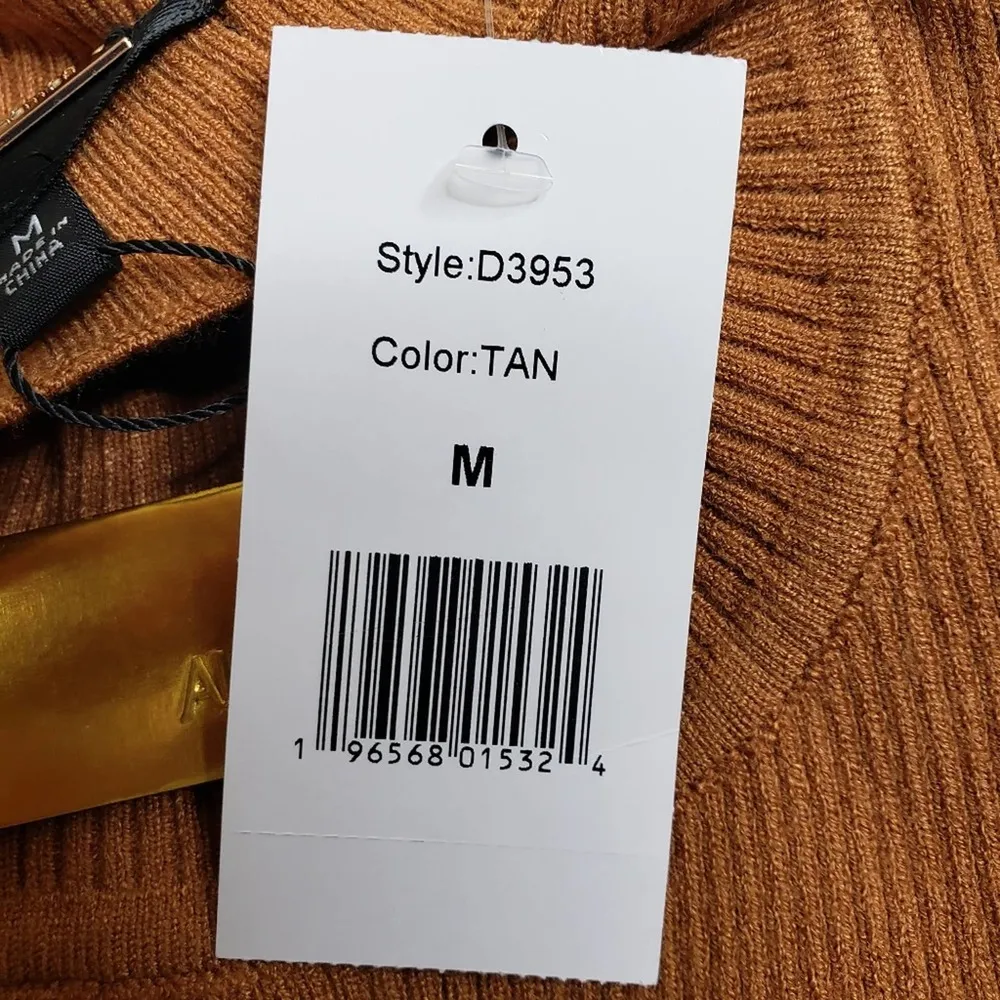 Style:D3953
Color:TAN
M
1 96568 01532 4
M
MADE IN
CHINA
A